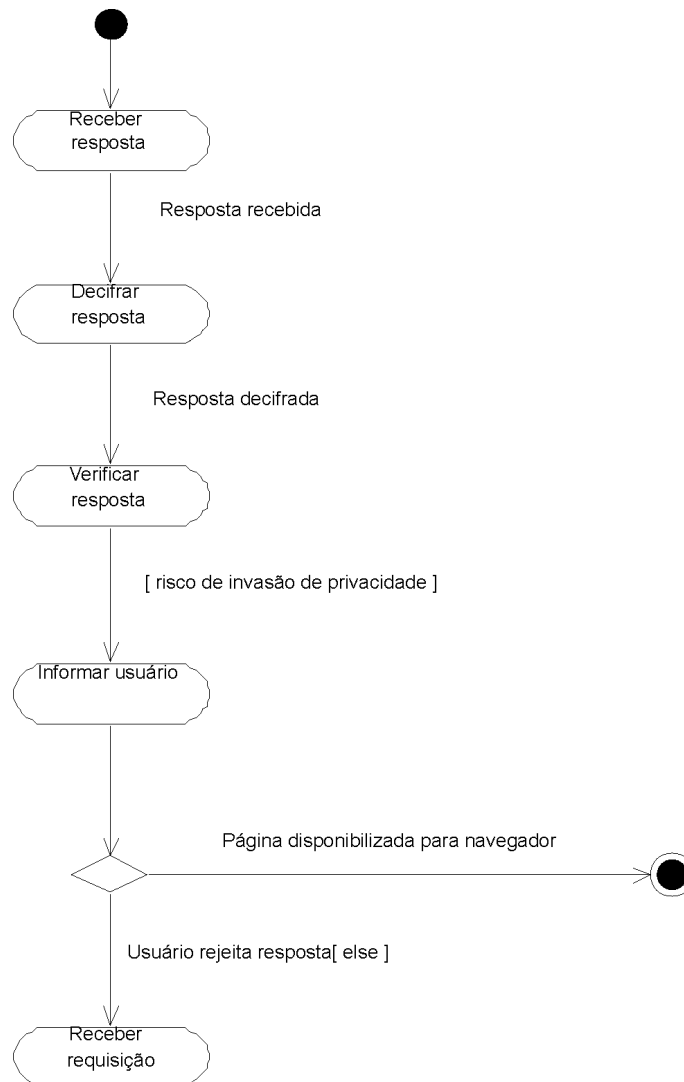 Receber
resposta
Resposta recebida
Decifrar
resposta
Resposta decifrada
Verificar
resposta
[ risco de invasão de privacidade ]
Informar usuário
Página disponibilizada para navegador
Usuário rejeita resposta[ else ]
Receber
requisição